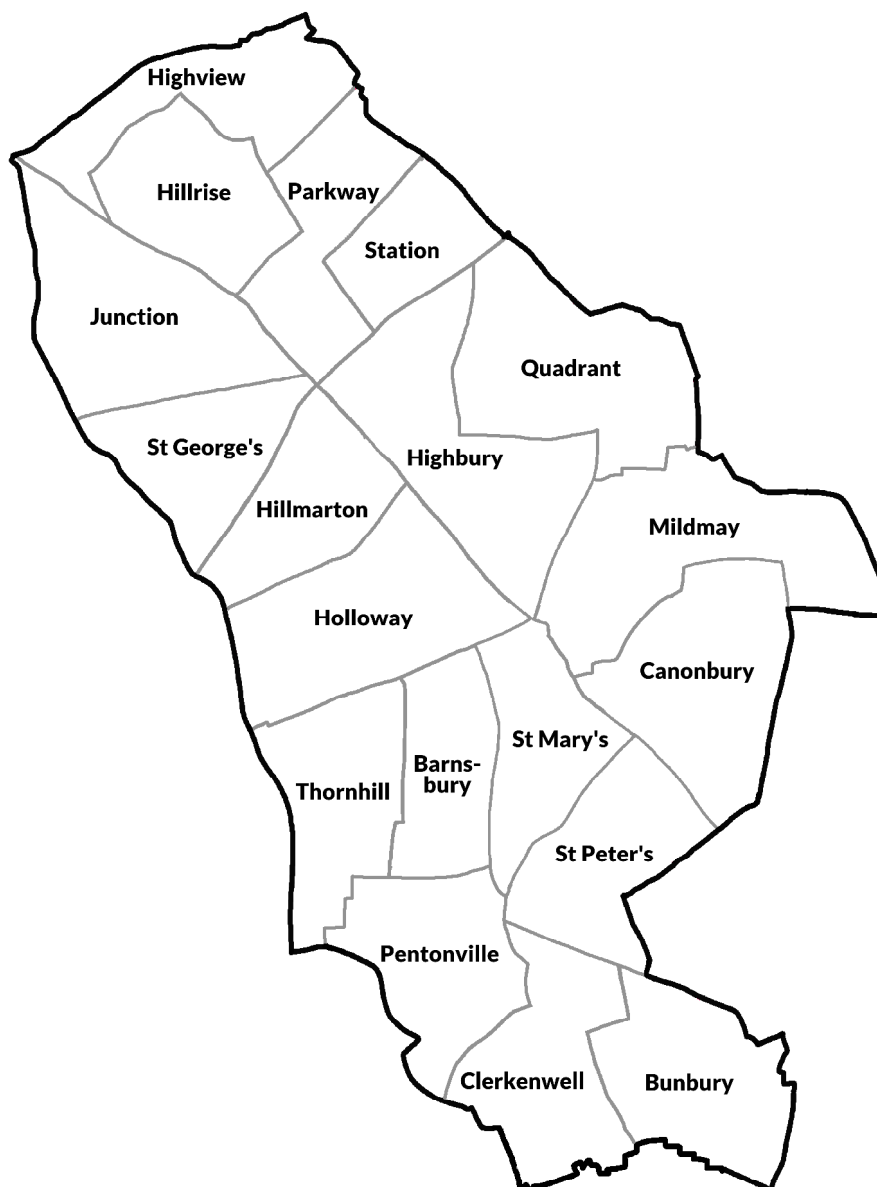 Highview
Hillrise
Parkway
Station
Junction
Quadrant
St George's
Highbury
Hillmarton
Mildmay
Holloway
Canonbury
St Mary's
Barns-
bury
Thornhill
St Peter's
Pentonville
Clerkenwell
Bunbury